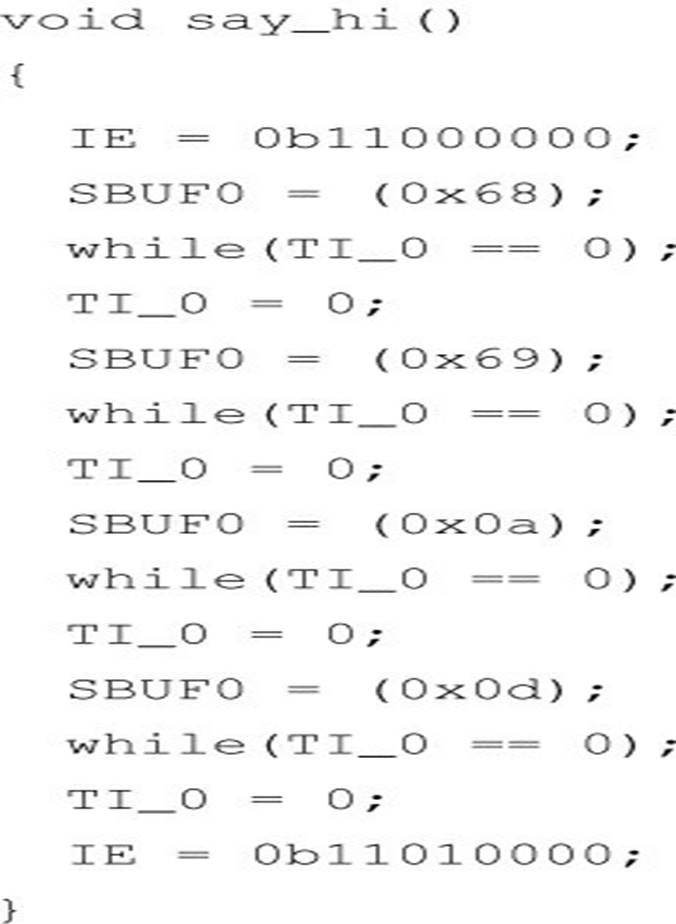 void say_hi()
{
IE = 0b11000000;
SBUF0 = (0x68);
while(TI_0 == 0);
TI_0 = 0;
SBUF0 = (0x69);
while(TI_0 == 0);
TI_0 = 0;
SBUF0 = (0x0a);
while(TI_0 == 0);
TI_0 = 0;
SBUF0 = (0x0d);
while(TI_0 == 0);
TI_0 = 0;
IE = 0b11010000;
}